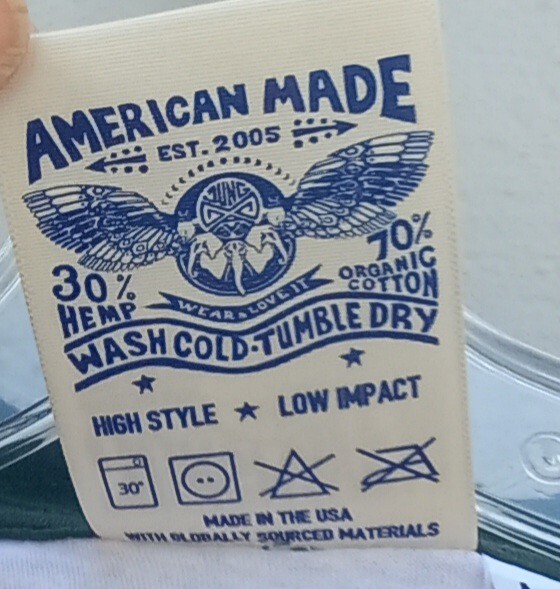 AMERICAN MADE
EST. 2005
JUNG
30% HEMP
70% ORGANIC COTTON
WEAR & LOVE IT
WASH COLD-TUMBLE DRY
HIGH STYLE ★ LOW IMPACT
30°
MADE IN THE USA
WITH GLOBALLY SOURCED MATERIALS